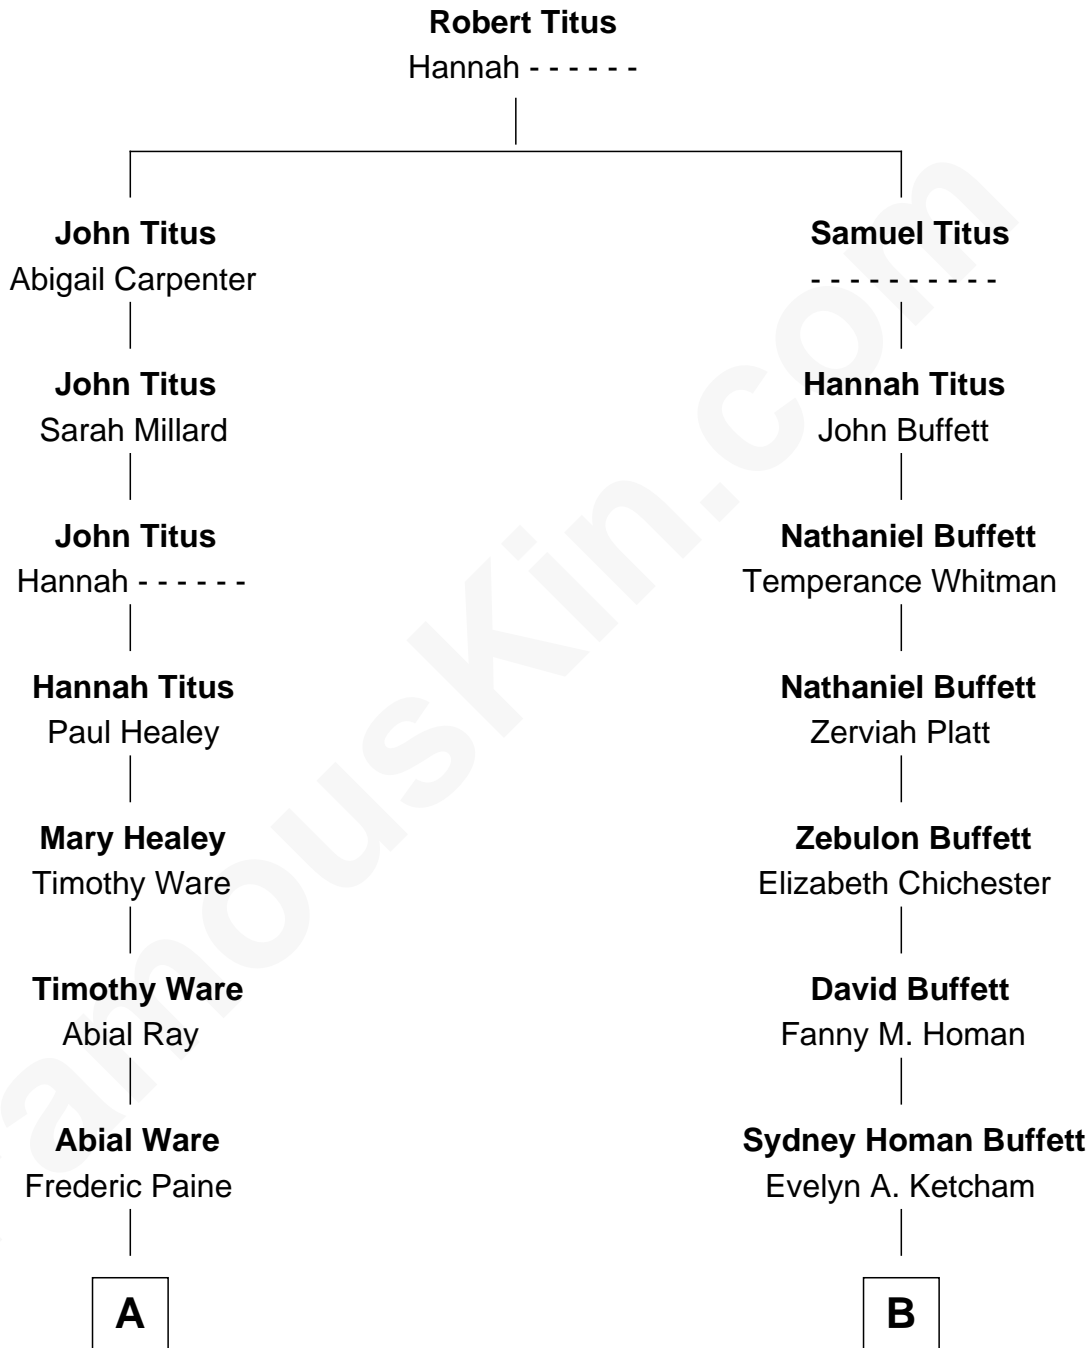 Robert Titus
Hannah - - - - - -
John Titus
Abigail Carpenter
Samuel Titus
- - - - - - - - - -
John Titus
Sarah Millard
Hannah Titus
John Buffett
John Titus
Hannah - - - - - -
Nathaniel Buffett
Temperance Whitman
Hannah Titus
Paul Healey
Nathaniel Buffett
Zerviah Platt
Mary Healey
Timothy Ware
Zebulon Buffett
Elizabeth Chichester
Timothy Ware
Abial Ray
David Buffett
Fanny M. Homan
Abial Ware
Frederic Paine
Sydney Homan Buffett
Evelyn A. Ketcham
A
B
amouskin.com